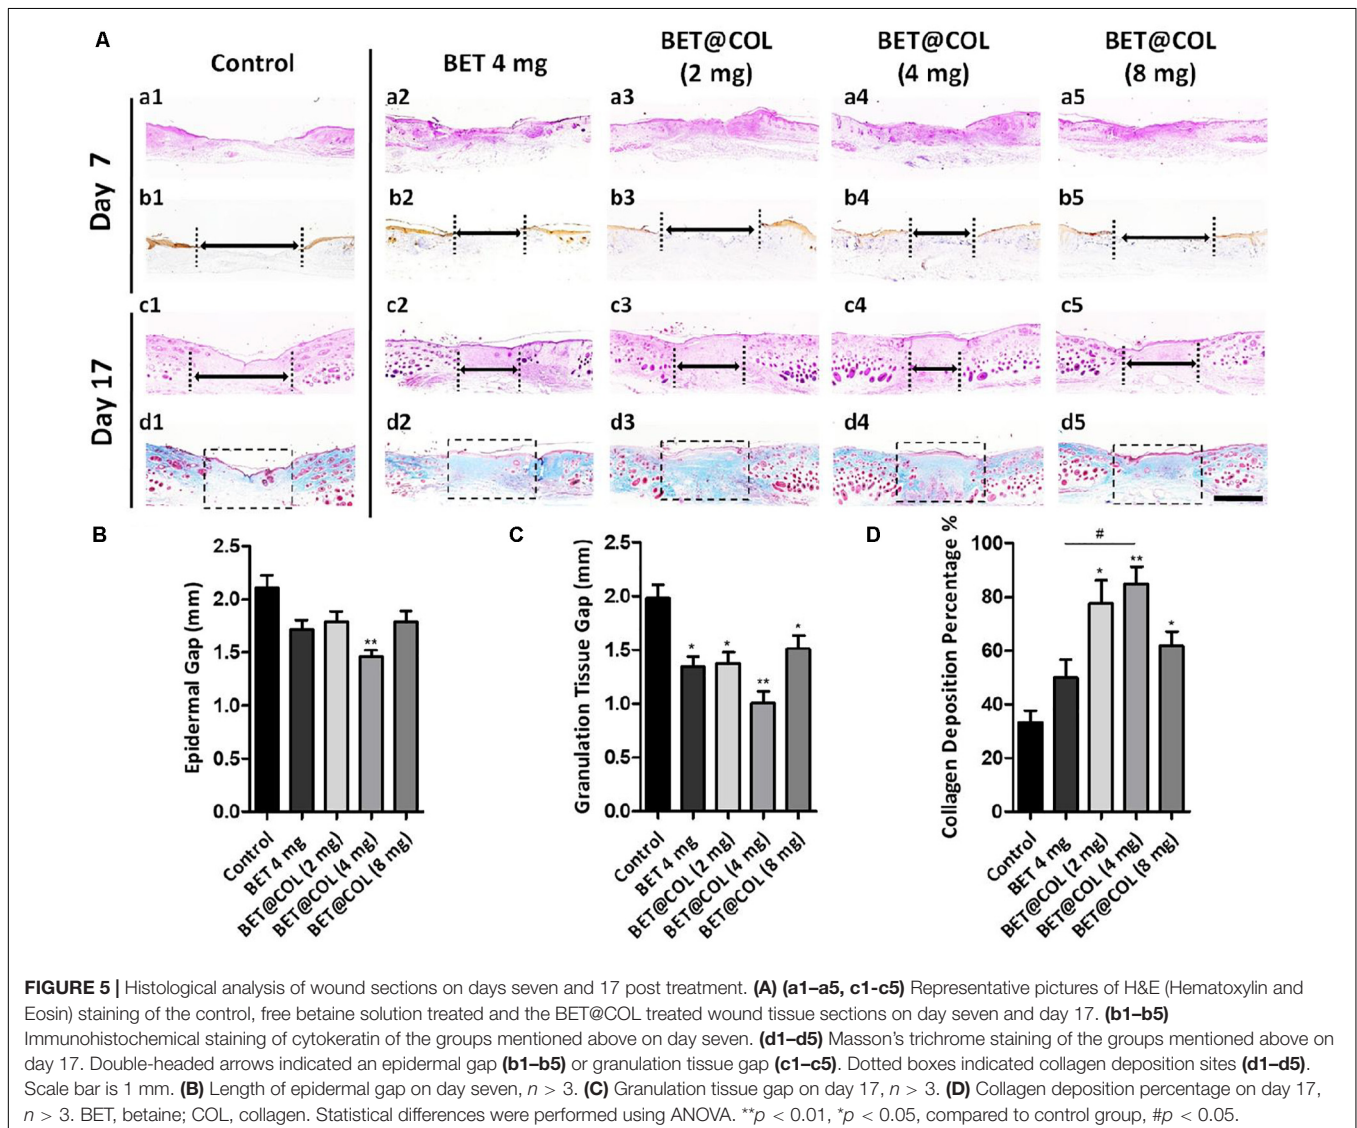 A
Control
BET 4 mg
BET@COL
(2 mg)
BET@COL
(4 mg)
BET@COL
(8 mg)
Day 7
a1
a2
a3
a4
a5
b1
b2
b3
b4
b5
Day 17
c1
c2
c3
c4
c5
d1
d2
d3
d4
d5
B
Epidermal Gap (mm)
2.5
2.0
1.5
1.0
0.5
0.0
**
Control
BET 4 mg
BET@COL (2 mg)
BET@COL (4 mg)
BET@COL (8 mg)
C
Granulation Tissue Gap (mm)
2.5
2.0
1.5
1.0
0.5
0.0
*
*
**
*
Control
BET 4 mg
BET@COL (2 mg)
BET@COL (4 mg)
BET@COL (8 mg)
D
Collagen Deposition Percentage %
100
80
60
40
20
0
#
*
**
*
Control
BET 4 mg
BET@COL (2 mg)
BET@COL (4 mg)
BET@COL (8 mg)
FIGURE 5 | Histological analysis of wound sections on days seven and 17 post treatment. (A) (a1–a5, c1-c5) Representative pictures of H&E (Hematoxylin and
Eosin) staining of the control, free betaine solution treated and the BET@COL treated wound tissue sections on day seven and day 17. (b1–b5)
Immunohistochemical staining of cytokeratin of the groups mentioned above on day seven. (d1–d5) Masson's trichrome staining of the groups mentioned above on
day 17. Double-headed arrows indicated an epidermal gap (b1–b5) or granulation tissue gap (c1–c5). Dotted boxes indicated collagen deposition sites (d1–d5).
Scale bar is 1 mm. (B) Length of epidermal gap on day seven, n > 3. (C) Granulation tissue gap on day 17, n > 3. (D) Collagen deposition percentage on day 17,
n > 3. BET, betaine; COL, collagen. Statistical differences were performed using ANOVA. **p < 0.01, *p < 0.05, compared to control group, #p < 0.05.